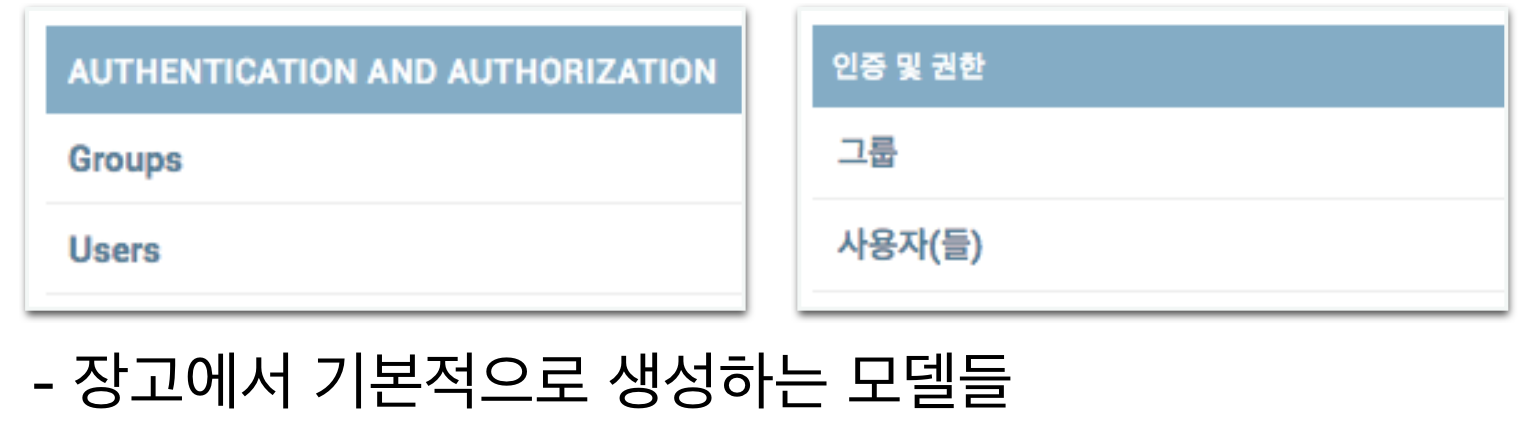 AUTHENTICATION AND AUTHORIZATION
Groups
Users
인증 및 권한
그룹
사용자(들)
- 장고에서 기본적으로 생성하는 모델들